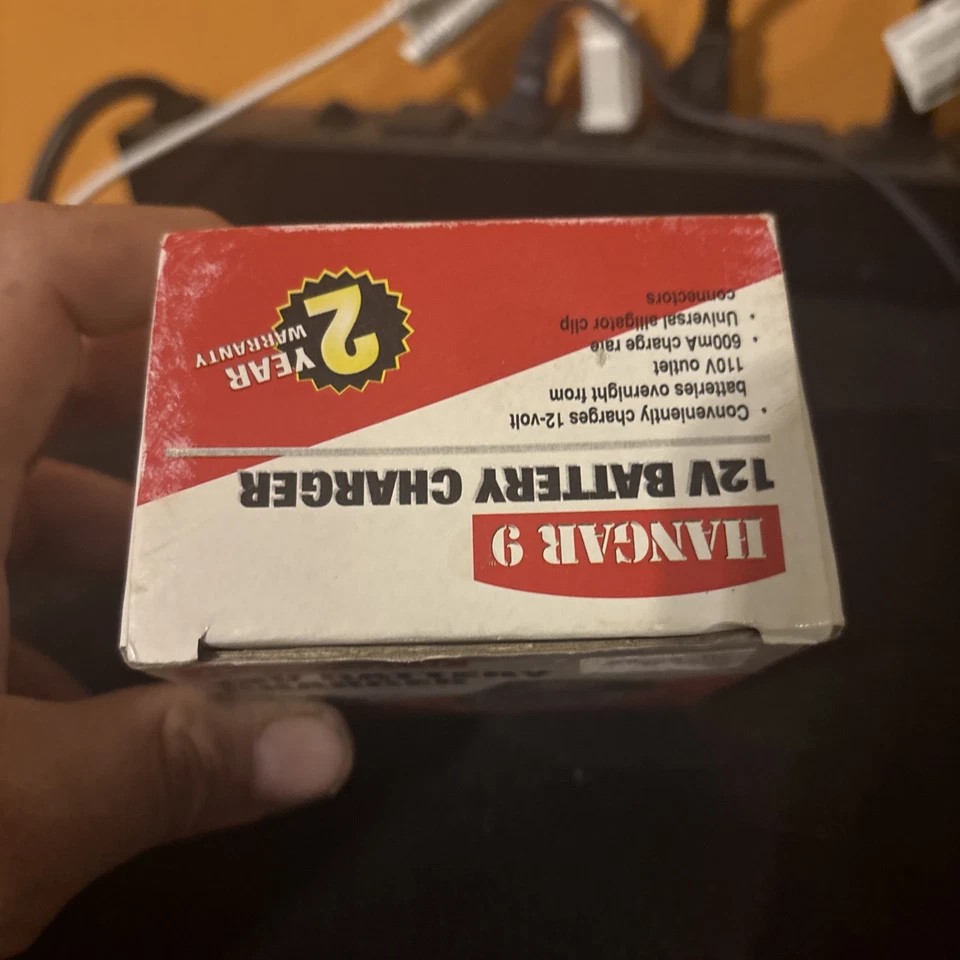 HANGAR 9™
12V BATTERY CHARGER
• Conveniently charges 12-volt
batteries overnight from
110V outlet
• 600mA charge rate
• Universal alligator clip
connectors
2
YEAR
WARRANTY